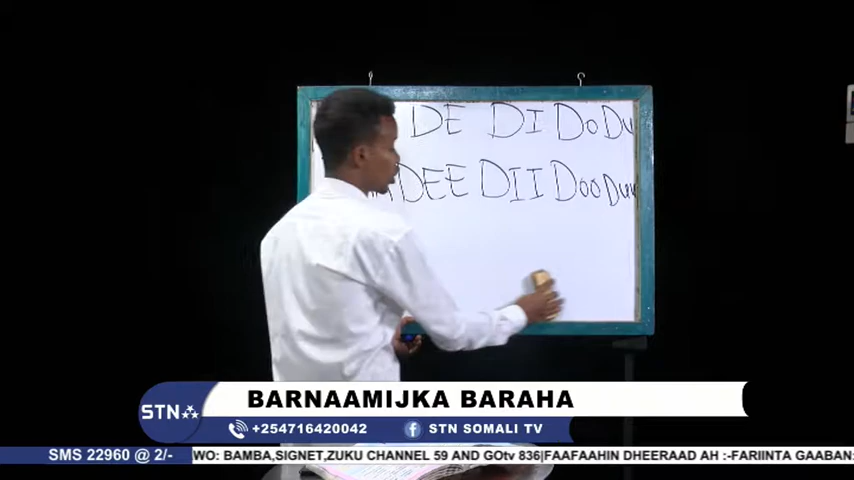 DE DI Do Du
DEE DII Doo Duu
BARNAAMIJKA BARAHA
STN
+254716420042 f STN SOMALI TV
SMS 22960 @ 2/- WO: BAMBA,SIGNET,ZUKU CHANNEL 59 AND GOtv 836|FAAFAAHIN DHEERAAD AH :-FARIINTA GAABAN: